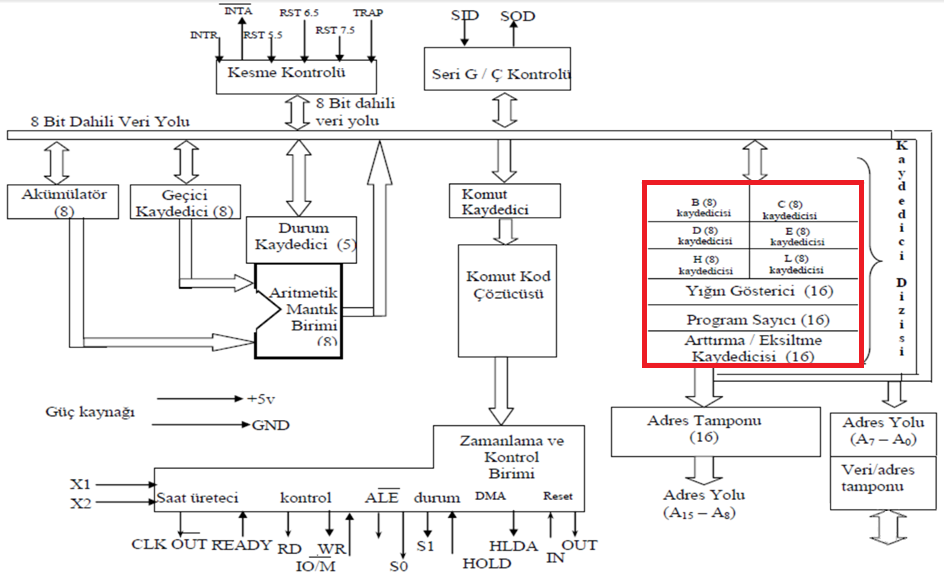 INTA
INTR
RST 5.5
RST 6.5
RST 7.5
TRAP
Kesme Kontrolü
SID
SOD
Seri G / Ç Kontrolü
8 Bit dahili
veri yolu
8 Bit Dahili Veri Yolu
Akümülatör
(8)
Geçici
Kaydedici (8)
Durum
Kaydedici (5)
Aritmetik
Mantık
Birimi
(8)
Komut
Kaydedici
Komut Kod
Çözücüsü
B (8)
kaydedicisi
C (8)
kaydedicisi
D (8)
kaydedicisi
E (8)
kaydedicisi
H (8)
kaydedicisi
L (8)
kaydedicisi
Yığın Gösterici (16)
Program Sayıcı (16)
Arttırma / Eksiltme
Kaydedicisi (16)
Kaydedici Dizisi
Güç kaynağı
+5v
GND
Adres Tamponu
(16)
Adres Yolu
(A15 – A8)
Adres Yolu
(A7 – A0)
Veri/adres
tamponu
Zamanlama ve
Kontrol
Birimi
X1
X2
Saat üreteci
kontrol
ALE
durum
DMA
Reset
CLK OUT
READY
RD
WR
IO/M
S0
S1
HOLD
HLDA
IN
OUT